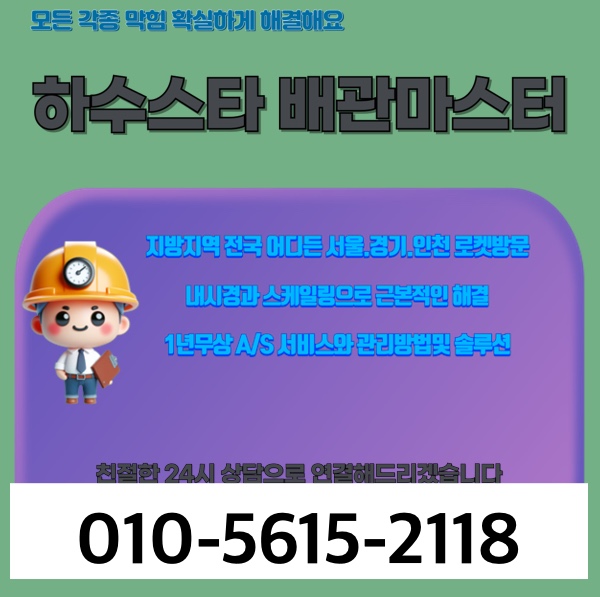 모든 각종 막힘 확실하게 해결해요
하수스타 배관마스터
지방지역 전국 어디든 서울.경기.인천 로켓방문
내시경과 스케일링으로 근본적인 해결
1년무상 A/S 서비스와 관리방법및 솔루션
친절한 24시 상담으로 연결해드리겠습니다
010-5615-2118